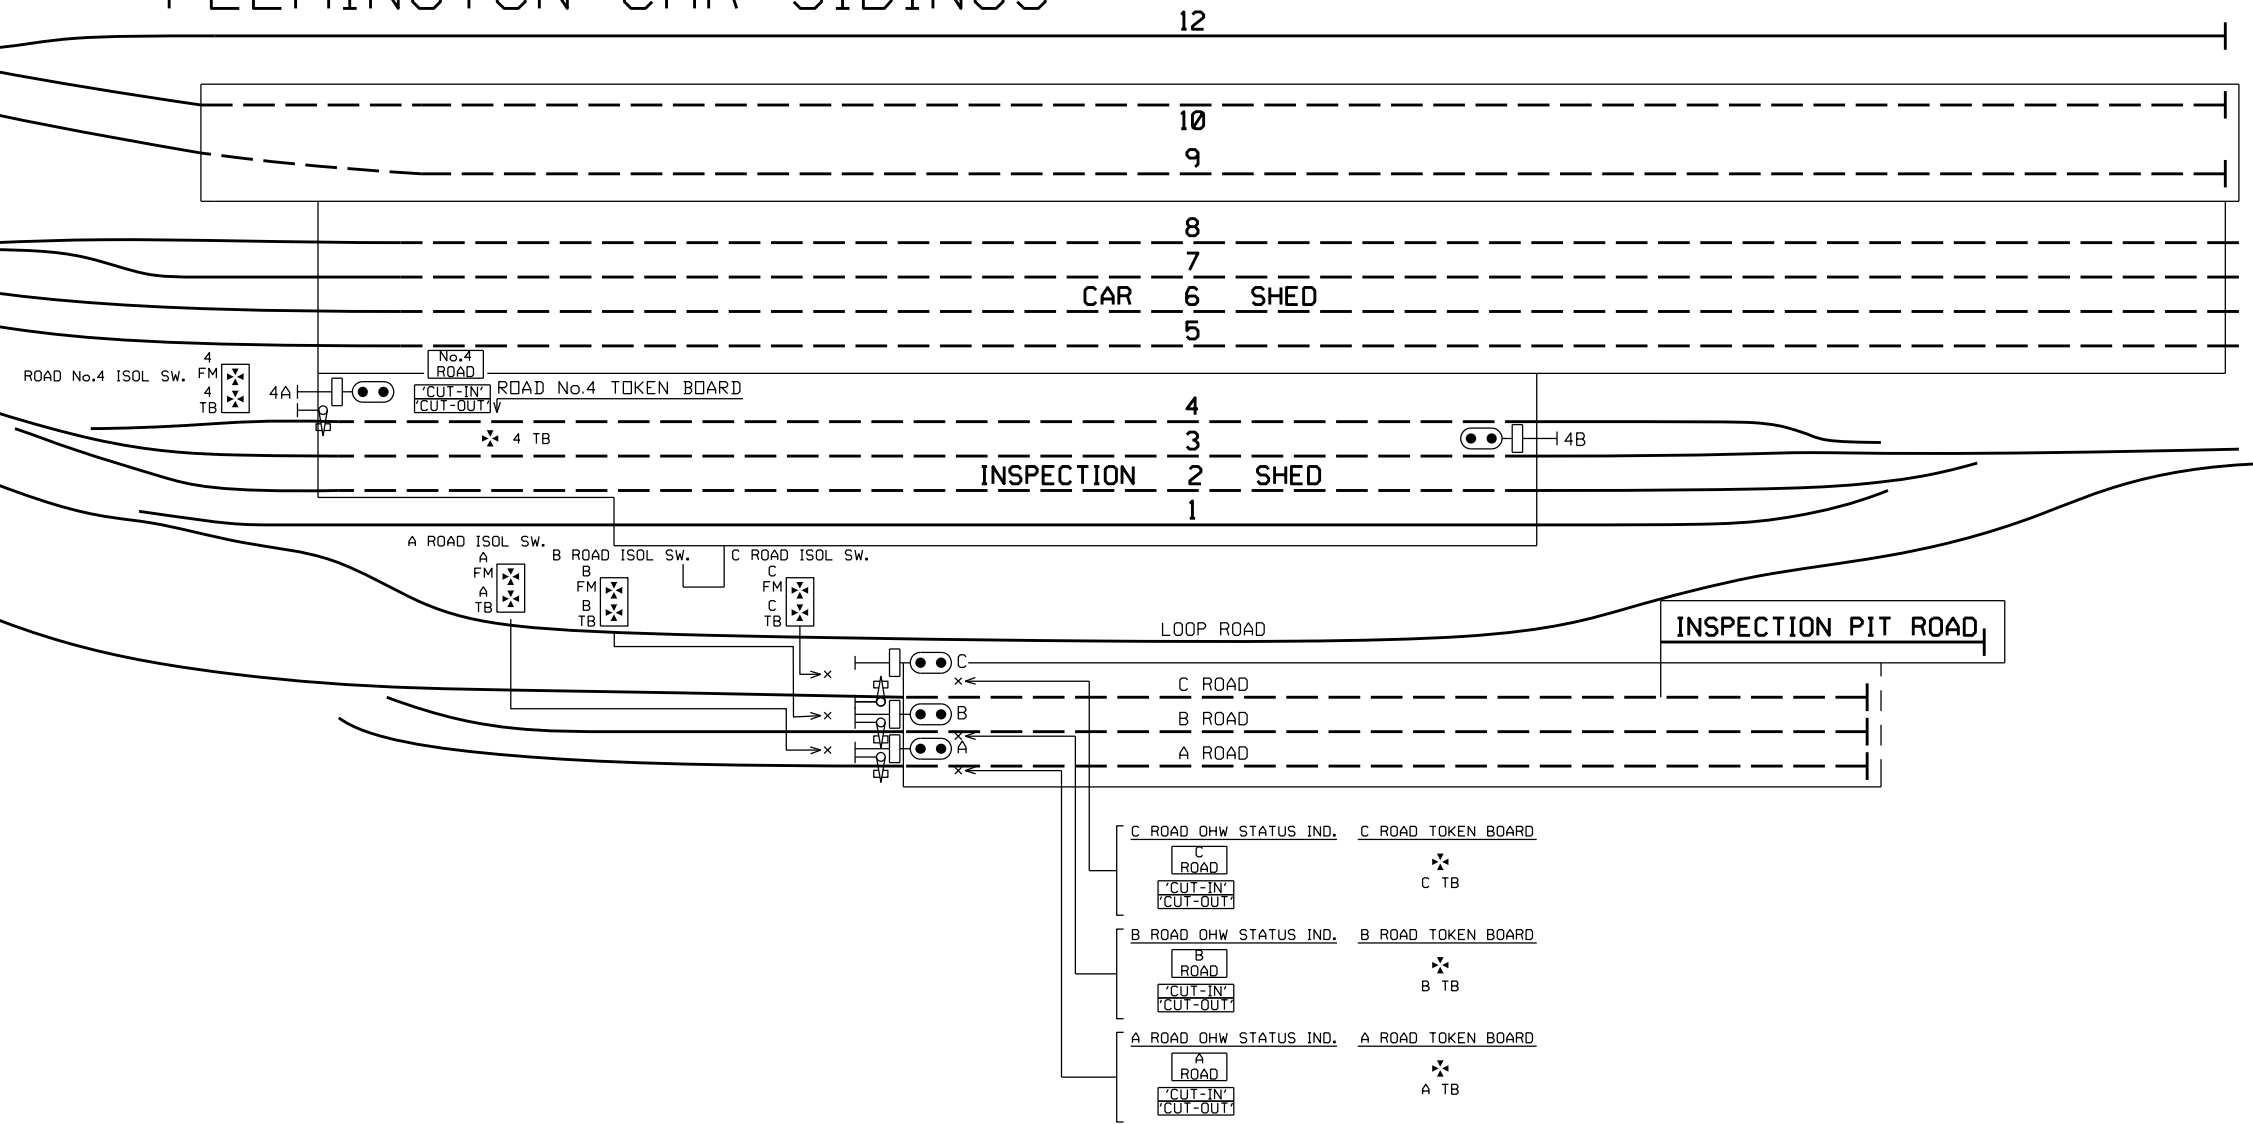 FLEMINGTON CAR SIDINGS
12
10
9
8
7
CAR 6 SHED
5
No.4
ROAD
4
FM
ROAD No.4 ISOL SW.
4
TB
4A
'CUT-IN'
'CUT-OUT'
ROAD No.4 TOKEN BOARD
4
4 TB
3
4B
INSPECTION 2 SHED
1
A ROAD ISOL SW.
A
FM
A
TB
B ROAD ISOL SW.
B
FM
B
TB
C ROAD ISOL SW.
C
FM
C
TB
LOOP ROAD
INSPECTION PIT ROAD
C
C ROAD
B
B ROAD
A
A ROAD
C ROAD OHW STATUS IND. C ROAD TOKEN BOARD
C
ROAD
'CUT-IN'
'CUT-OUT'
C TB
B ROAD OHW STATUS IND. B ROAD TOKEN BOARD
B
ROAD
'CUT-IN'
'CUT-OUT'
B TB
A ROAD OHW STATUS IND. A ROAD TOKEN BOARD
A
ROAD
'CUT-IN'
'CUT-OUT'
A TB